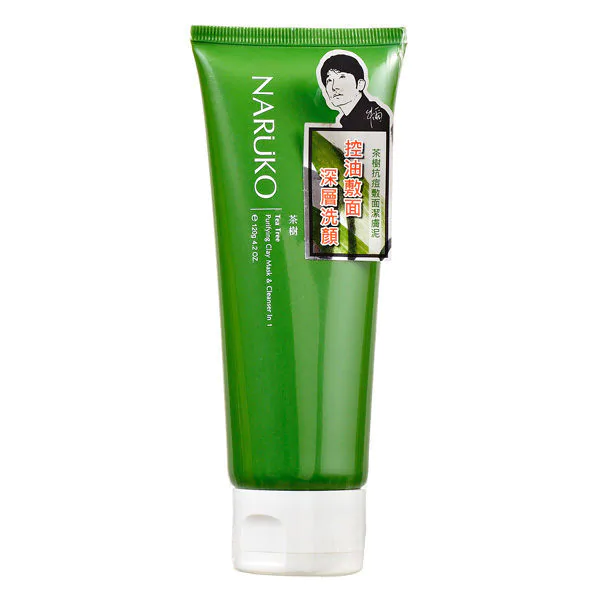 NARÜKO
茶樹
Tea Tree
Purifying Clay Mask & Cleanser In 1
℮ 120g 4.2 OZ.
茶樹抗痘敷面潔膚泥
控油敷面
深層洗顏